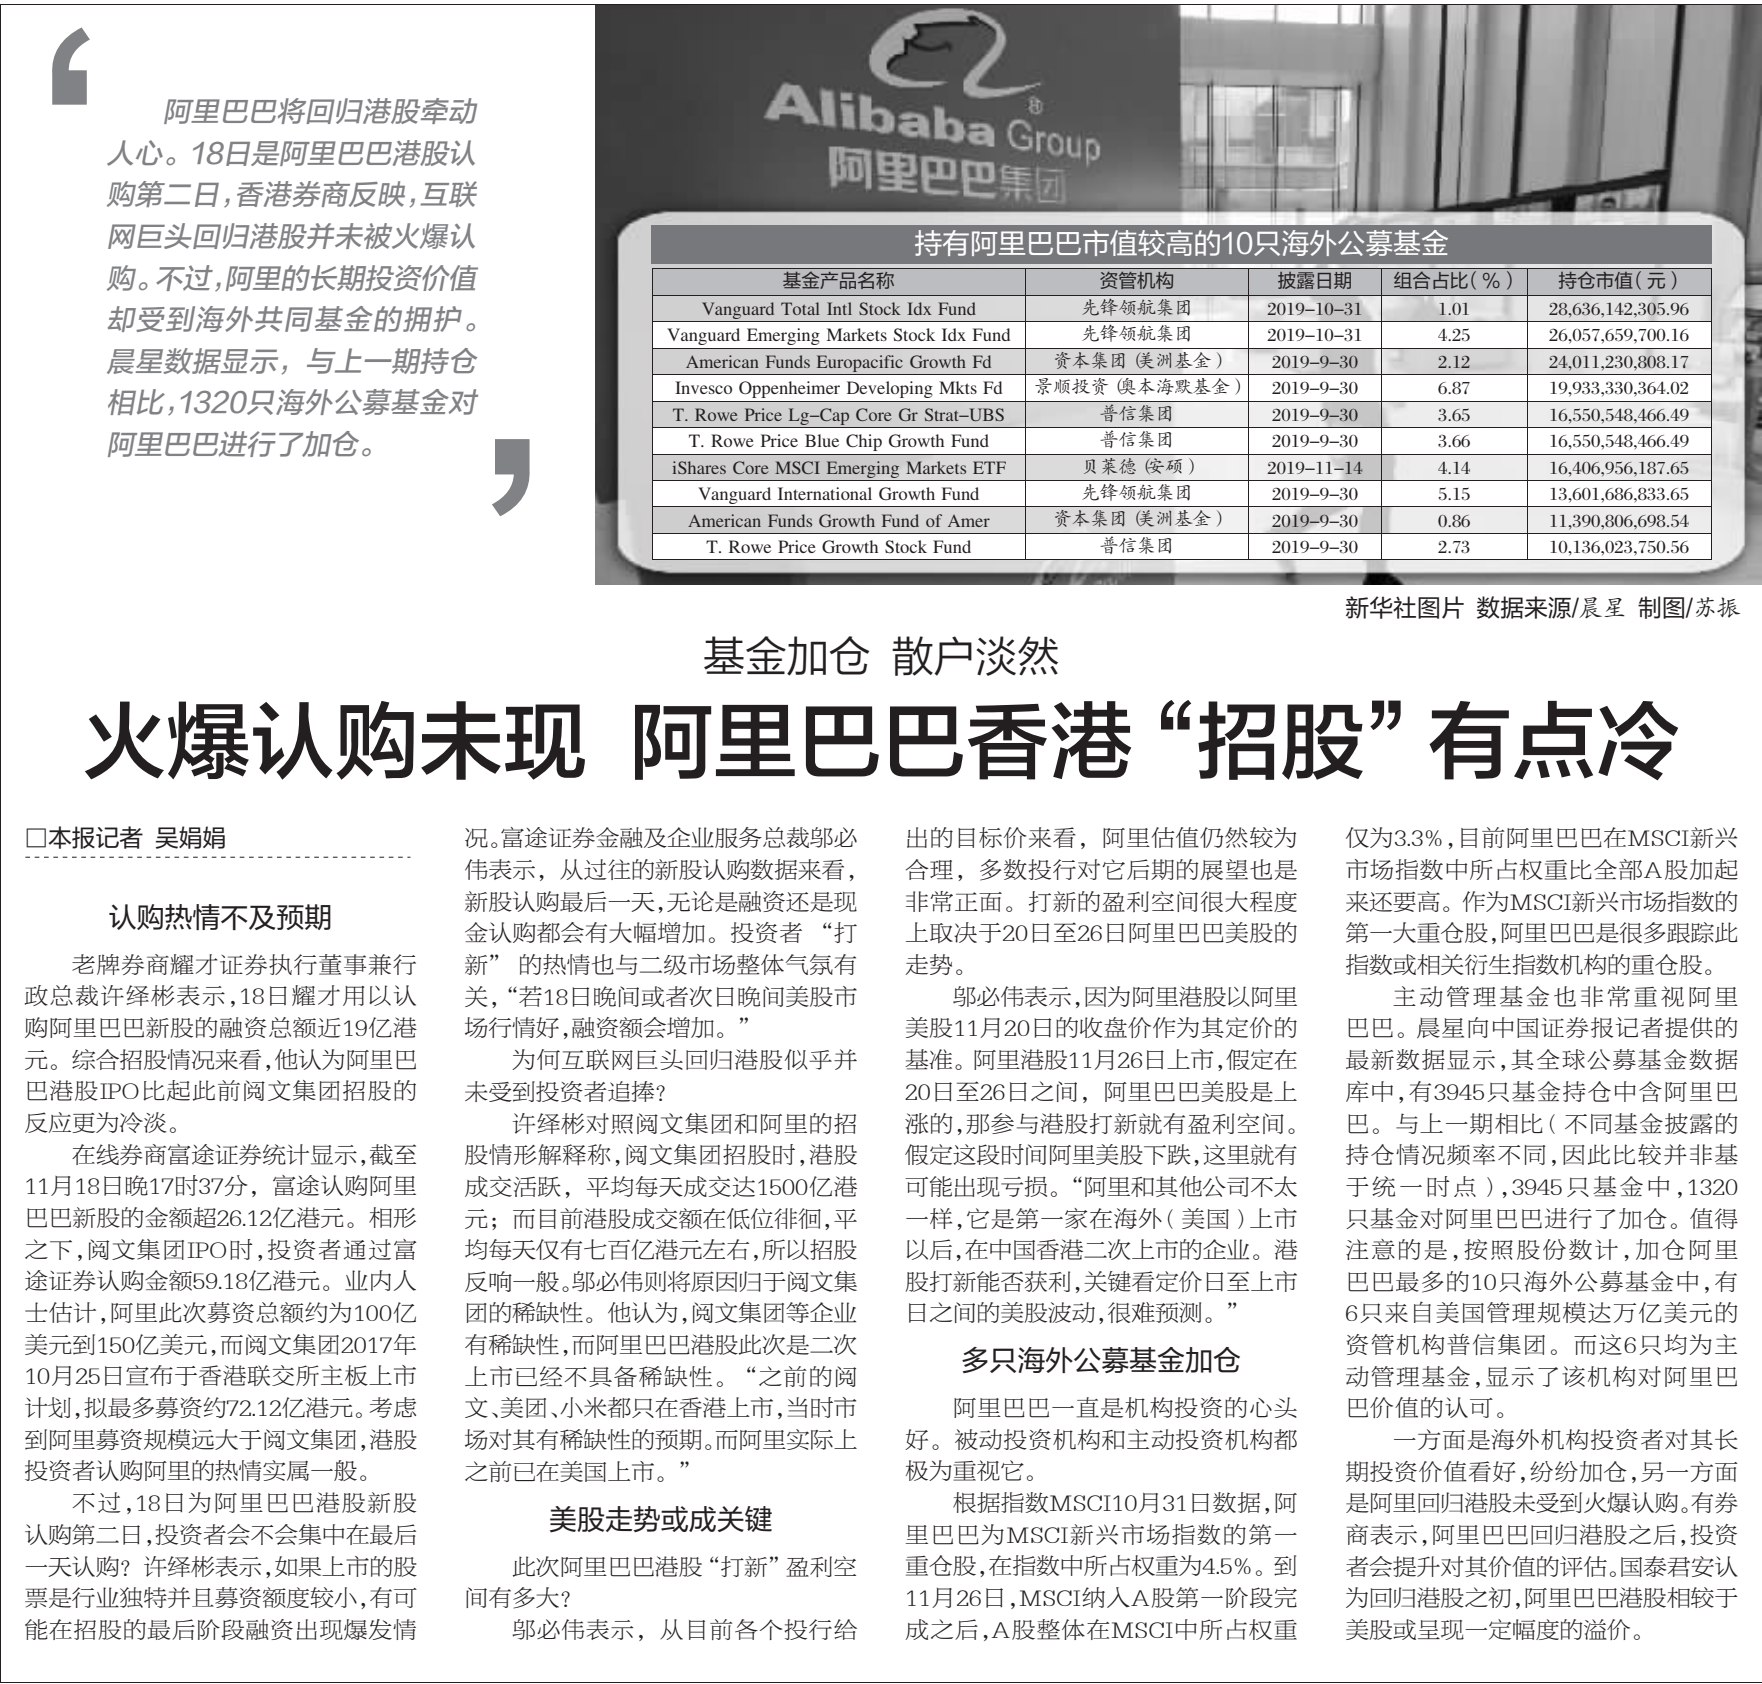 阿里巴巴将回归港股牵动
人心。18日是阿里巴巴港股认
购第二日,香港券商反映,互联
网巨头回归港股并未被火爆认
购。不过,阿里的长期投资价值
却受到海外共同基金的拥护。
晨星数据显示,与上一期持仓
相比,1320只海外公募基金对
阿里巴巴进行了加仓。
Alibaba Group
阿里巴巴集团
持有阿里巴巴市值较高的10只海外公募基金
基金产品名称 资管机构 披露日期 组合占比(%) 持仓市值(元)
Vanguard Total Intl Stock Idx Fund 先锋领航集团 2019-10-31 1.01 28,636,142,305.96
Vanguard Emerging Markets Stock Idx Fund 先锋领航集团 2019-10-31 4.25 26,057,659,700.16
American Funds Europacific Growth Fd 资本集团(美洲基金) 2019-9-30 2.12 24,011,230,808.17
Invesco Oppenheimer Developing Mkts Fd 景顺投资(奥本海默基金) 2019-9-30 6.87 19,933,330,364.02
T. Rowe Price Lg-Cap Core Gr Strat-UBS 普信集团 2019-9-30 3.65 16,550,548,466.49
T. Rowe Price Blue Chip Growth Fund 普信集团 2019-9-30 3.66 16,550,548,466.49
iShares Core MSCI Emerging Markets ETF 贝莱德(安硕) 2019-11-14 4.14 16,406,956,187.65
Vanguard International Growth Fund 先锋领航集团 2019-9-30 5.15 13,601,686,833.65
American Funds Growth Fund of Amer 资本集团(美洲基金) 2019-9-30 0.86 11,390,806,698.54
T. Rowe Price Growth Stock Fund 普信集团 2019-9-30 2.73 10,136,023,750.56
新华社图片 数据来源/晨星 制图/苏振
基金加仓 散户淡然
火爆认购未现 阿里巴巴香港“招股”有点冷
□本报记者 吴娟娟
认购热情不及预期
老牌券商耀才证券执行董事兼行
政总裁许绎彬表示,18日耀才用以认
购阿里巴巴新股的融资总额近19亿港
元。综合招股情况来看,他认为阿里巴
巴港股IPO比起此前阅文集团招股的
反应更为冷淡。
在线券商富途证券统计显示,截至
11月18日晚17时37分,富途认购阿里
巴巴新股的金额超26.12亿港元。相形
之下,阅文集团IPO时,投资者通过富
途证券认购金额59.18亿港元。业内人
士估计,阿里此次募资总额约为100亿
美元到150亿美元,而阅文集团2017年
10月25日宣布于香港联交所主板上市
计划,拟最多募资约72.12亿港元。考虑
到阿里募资规模远大于阅文集团,港股
投资者认购阿里的热情实属一般。
不过,18日为阿里巴巴港股新股
认购第二日,投资者会不会集中在最后
一天认购?许绎彬表示,如果上市的股
票是行业独特并且募资额度较小,有可
能在招股的最后阶段融资出现爆发情
况。富途证券金融及企业服务总裁邬必
伟表示,从过往的新股认购数据来看,
新股认购最后一天,无论是融资还是现
金认购都会有大幅增加。投资者“打
新”的热情也与二级市场整体气氛有
关,“若18日晚间或者次日晚间美股市
场行情好,融资额会增加。”
为何互联网巨头回归港股似乎并
未受到投资者追捧?
许绎彬对照阅文集团和阿里的招
股情形解释称,阅文集团招股时,港股
成交活跃,平均每天成交达1500亿港
元;而目前港股成交额在低位徘徊,平
均每天仅有七百亿港元左右,所以招股
反响一般。邬必伟则将原因归于阅文集
团的稀缺性。他认为,阅文集团等企业
有稀缺性,而阿里巴巴港股此次是二次
上市已经不具备稀缺性。“之前的阅
文、美团、小米都只在香港上市,当时市
场对其有稀缺性的预期。而阿里实际上
之前已在美国上市。”
美股走势或成关键
此次阿里巴巴港股“打新”盈利空
间有多大?
邬必伟表示,从目前各个投行给
出的目标价来看,阿里估值仍然较为
合理,多数投行对它后期的展望也是
非常正面。打新的盈利空间很大程度
上取决于20日至26日阿里巴巴美股的
走势。
邬必伟表示,因为阿里港股以阿里
美股11月20日的收盘价作为其定价的
基准。阿里港股11月26日上市,假定在
20日至26日之间,阿里巴巴美股是上
涨的,那参与港股打新就有盈利空间。
假定这段时间阿里美股下跌,这里就有
可能出现亏损。“阿里和其他公司不太
一样,它是第一家在海外(美国)上市
以后,在中国香港二次上市的企业。港
股打新能否获利,关键看定价日至上市
日之间的美股波动,很难预测。”
多只海外公募基金加仓
阿里巴巴一直是机构投资的心头
好。被动投资机构和主动投资机构都
极为重视它。
根据指数MSCI10月31日数据,阿
里巴巴为MSCI新兴市场指数的第一
重仓股,在指数中所占权重为4.5%。到
11月26日,MSCI纳入A股第一阶段完
成之后,A股整体在MSCI中所占权重
仅为3.3%,目前阿里巴巴在MSCI新兴
市场指数中所占权重比全部A股加起
来还要高。作为MSCI新兴市场指数的
第一大重仓股,阿里巴巴是很多跟踪此
指数或相关衍生指数机构的重仓股。
主动管理基金也非常重视阿里
巴巴。晨星向中国证券报记者提供的
最新数据显示,其全球公募基金数据
库中,有3945只基金持仓中含阿里巴
巴。与上一期相比(不同基金披露的
持仓情况频率不同,因此比较并非基
于统一时点),3945只基金中,1320
只基金对阿里巴巴进行了加仓。值得
注意的是,按照股份数计,加仓阿里
巴巴最多的10只海外公募基金中,有
6只来自美国管理规模达万亿美元的
资管机构普信集团。而这6只均为主
动管理基金,显示了该机构对阿里巴
巴价值的认可。
一方面是海外机构投资者对其长
期投资价值看好,纷纷加仓,另一方面
是阿里回归港股未受到火爆认购。有券
商表示,阿里巴巴回归港股之后,投资
者会提升对其价值的评估。国泰君安认
为回归港股之初,阿里巴巴港股相较于
美股或呈现一定幅度的溢价。